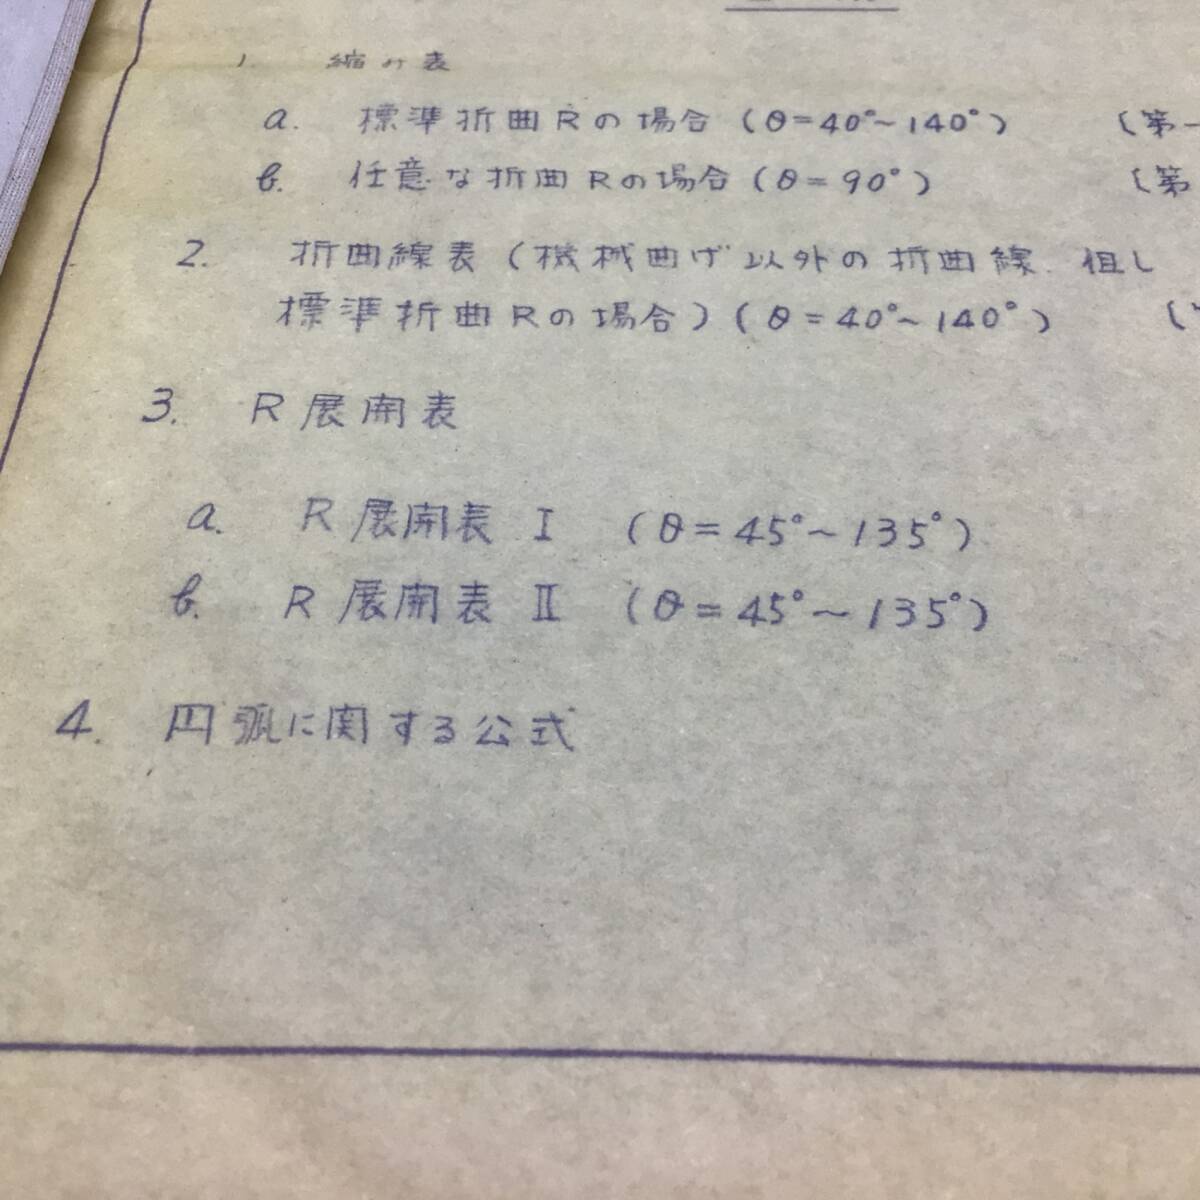 1. 縮み表
a. 標準折曲Rの場合(θ=40°~140°) (第一
b. 任意な折曲Rの場合(θ=90°) (第
2. 折曲線表(機械曲げ以外の折曲線 但し
標準折曲Rの場合)(θ=40°~140°) (
3. R展開表
a. R展開表 I (θ=45°~135°)
b. R展開表 II (θ=45°~135°)
4. 円弧に関する公式